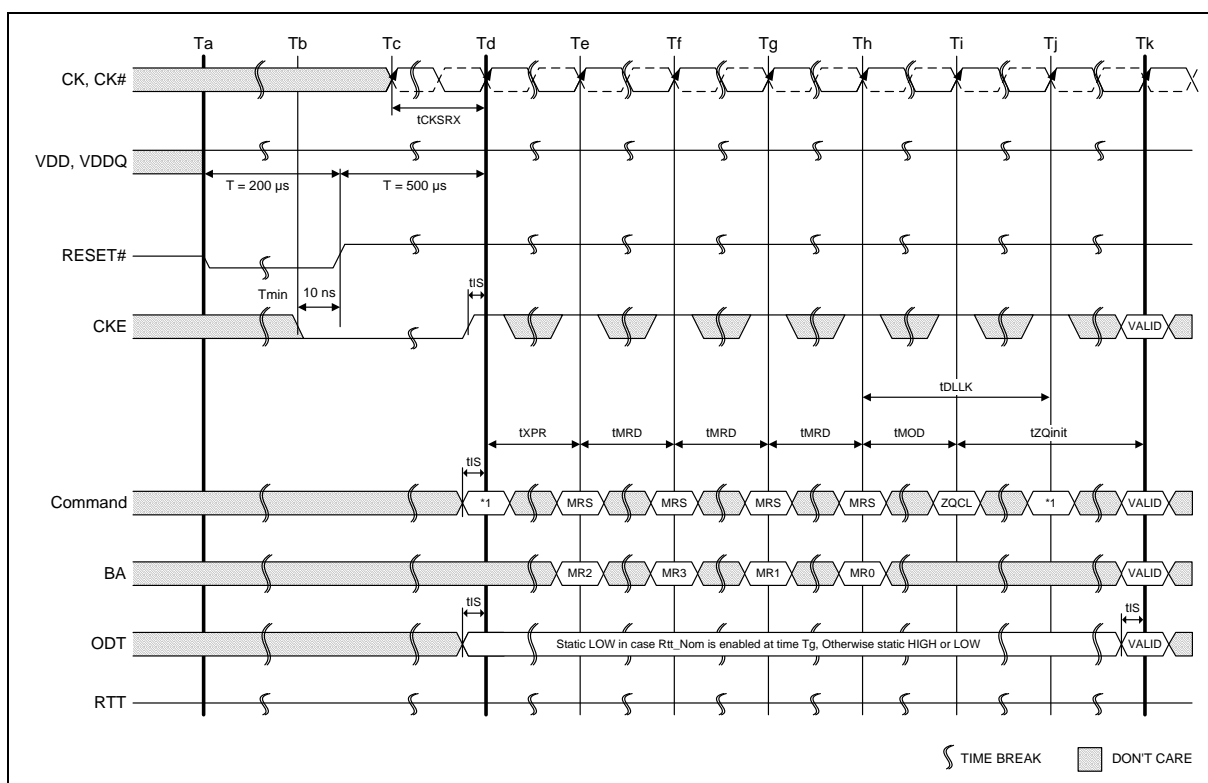 Ta Tb Tc Td Te Tf Tg Th Ti Tj Tk
CK, CK#
tCKSRX
VDD, VDDQ
T = 200 µs T = 500 µs
RESET#
tIS
Tmin 10 ns
CKE VALID
tDLLK
tXPR tMRD tMRD tMRD tMOD tZQinit
tIS
Command *1 MRS MRS MRS MRS ZQCL *1 VALID
BA MR2 MR3 MR1 MR0 VALID
tIS tIS
ODT Static LOW in case Rtt_Nom is enabled at time Tg, Otherwise static HIGH or LOW VALID
RTT
TIME BREAK DON'T CARE